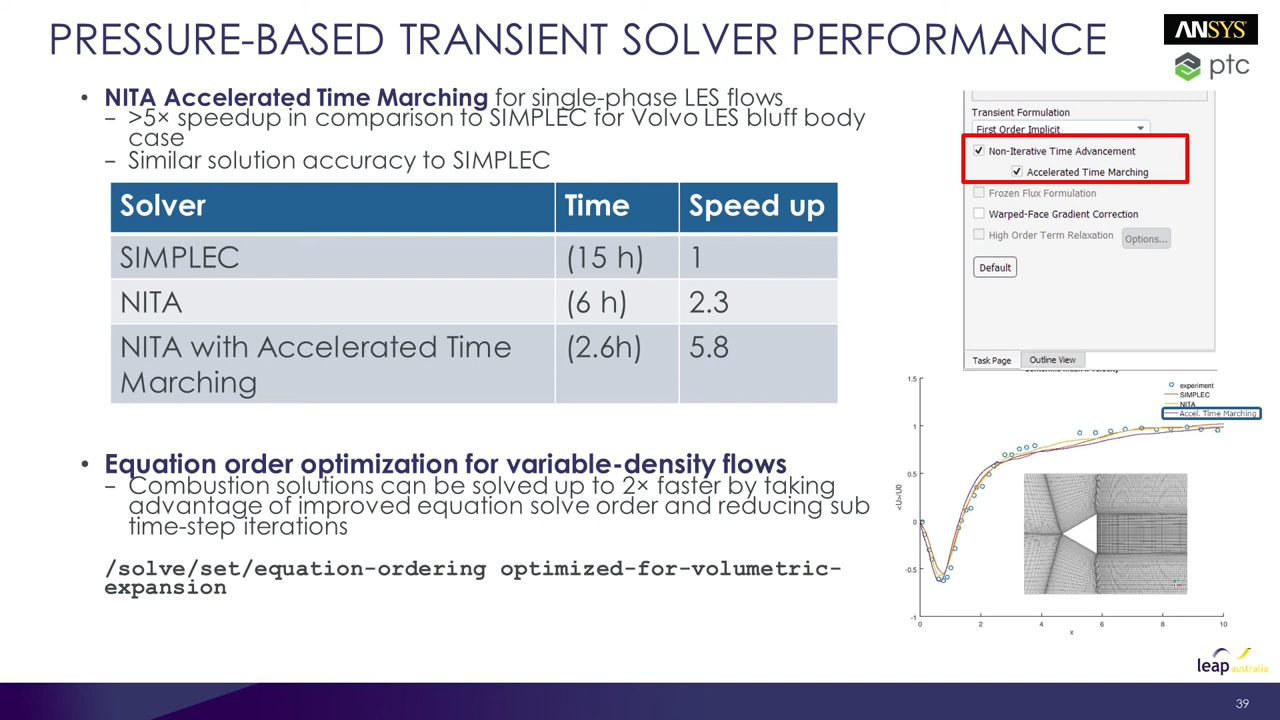 PRESSURE-BASED TRANSIENT SOLVER PERFORMANCE
ANSYS
ptc
• NITA Accelerated Time Marching for single-phase LES flows
– >5× speedup in comparison to SIMPLEC for Volvo LES bluff body
case
– Similar solution accuracy to SIMPLEC
Solver Time Speed up
SIMPLEC (15 h) 1
NITA (6 h) 2.3
NITA with Accelerated Time (2.6h) 5.8
Marching
• Equation order optimization for variable-density flows
– Combustion solutions can be solved up to 2× faster by taking
advantage of improved equation solve order and reducing sub
time-step iterations
/solve/set/equation-ordering optimized-for-volumetric-
expansion
Transient Formulation
First Order Implicit
Non-Iterative Time Advancement
Accelerated Time Marching
Frozen Flux Formulation
Warped-Face Gradient Correction
High Order Term Relaxation
Options...
Default
Task Page Outline View
experiment
SIMPLEC
NITA
Accel. Time Marching
1.5
1
0.5
0
-0.5
-1
<U>/U0
0 2 4 6 8 10
x
leap australia
39